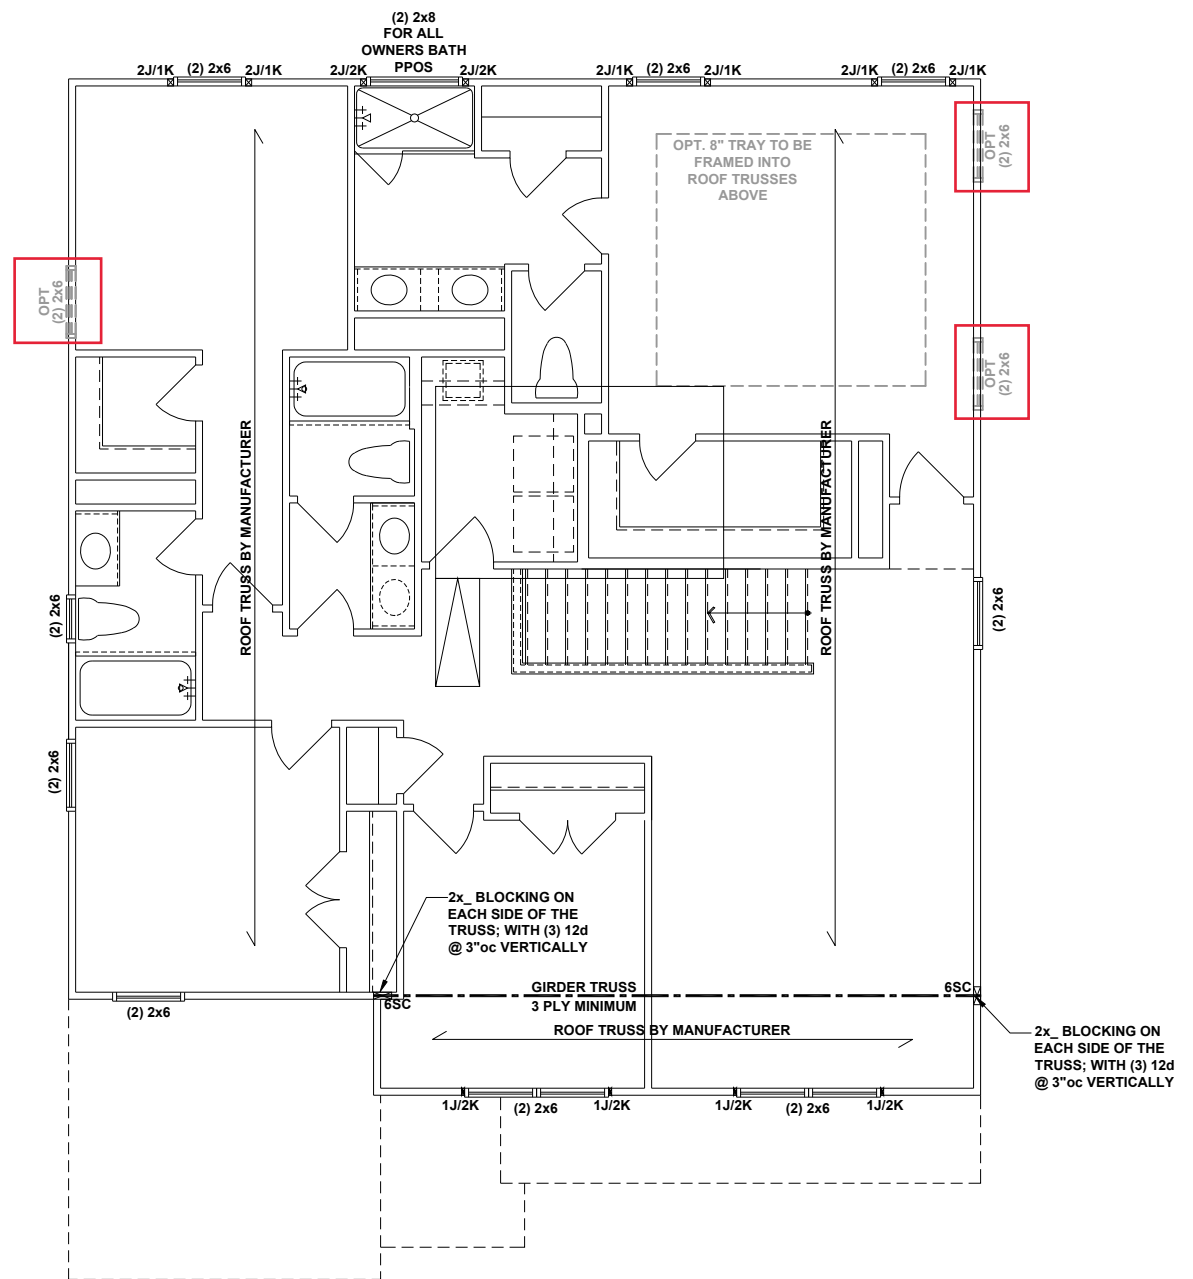 (2) 2x8
FOR ALL
OWNERS BATH
PPOS
2J/1K
(2) 2x6
2J/1K
2J/2K
2J/2K
2J/1K
(2) 2x6
2J/1K
2J/1K
(2) 2x6
2J/1K
OPT
(2) 2x6
OPT. 8" TRAY TO BE
FRAMED INTO
ROOF TRUSSES
ABOVE
OPT
(2) 2x6
OPT
(2) 2x6
ROOF TRUSS BY MANUFACTURER
ROOF TRUSS BY MANUFACTURER
(2) 2x6
(2) 2x6
(2) 2x6
2x_ BLOCKING ON
EACH SIDE OF THE
TRUSS; WITH (3) 12d
@ 3"oc VERTICALLY
GIRDER TRUSS
3 PLY MINIMUM
6SC
6SC
(2) 2x6
ROOF TRUSS BY MANUFACTURER
2x_ BLOCKING ON
EACH SIDE OF THE
TRUSS; WITH (3) 12d
@ 3"oc VERTICALLY
1J/2K
(2) 2x6
1J/2K
1J/2K
(2) 2x6
1J/2K